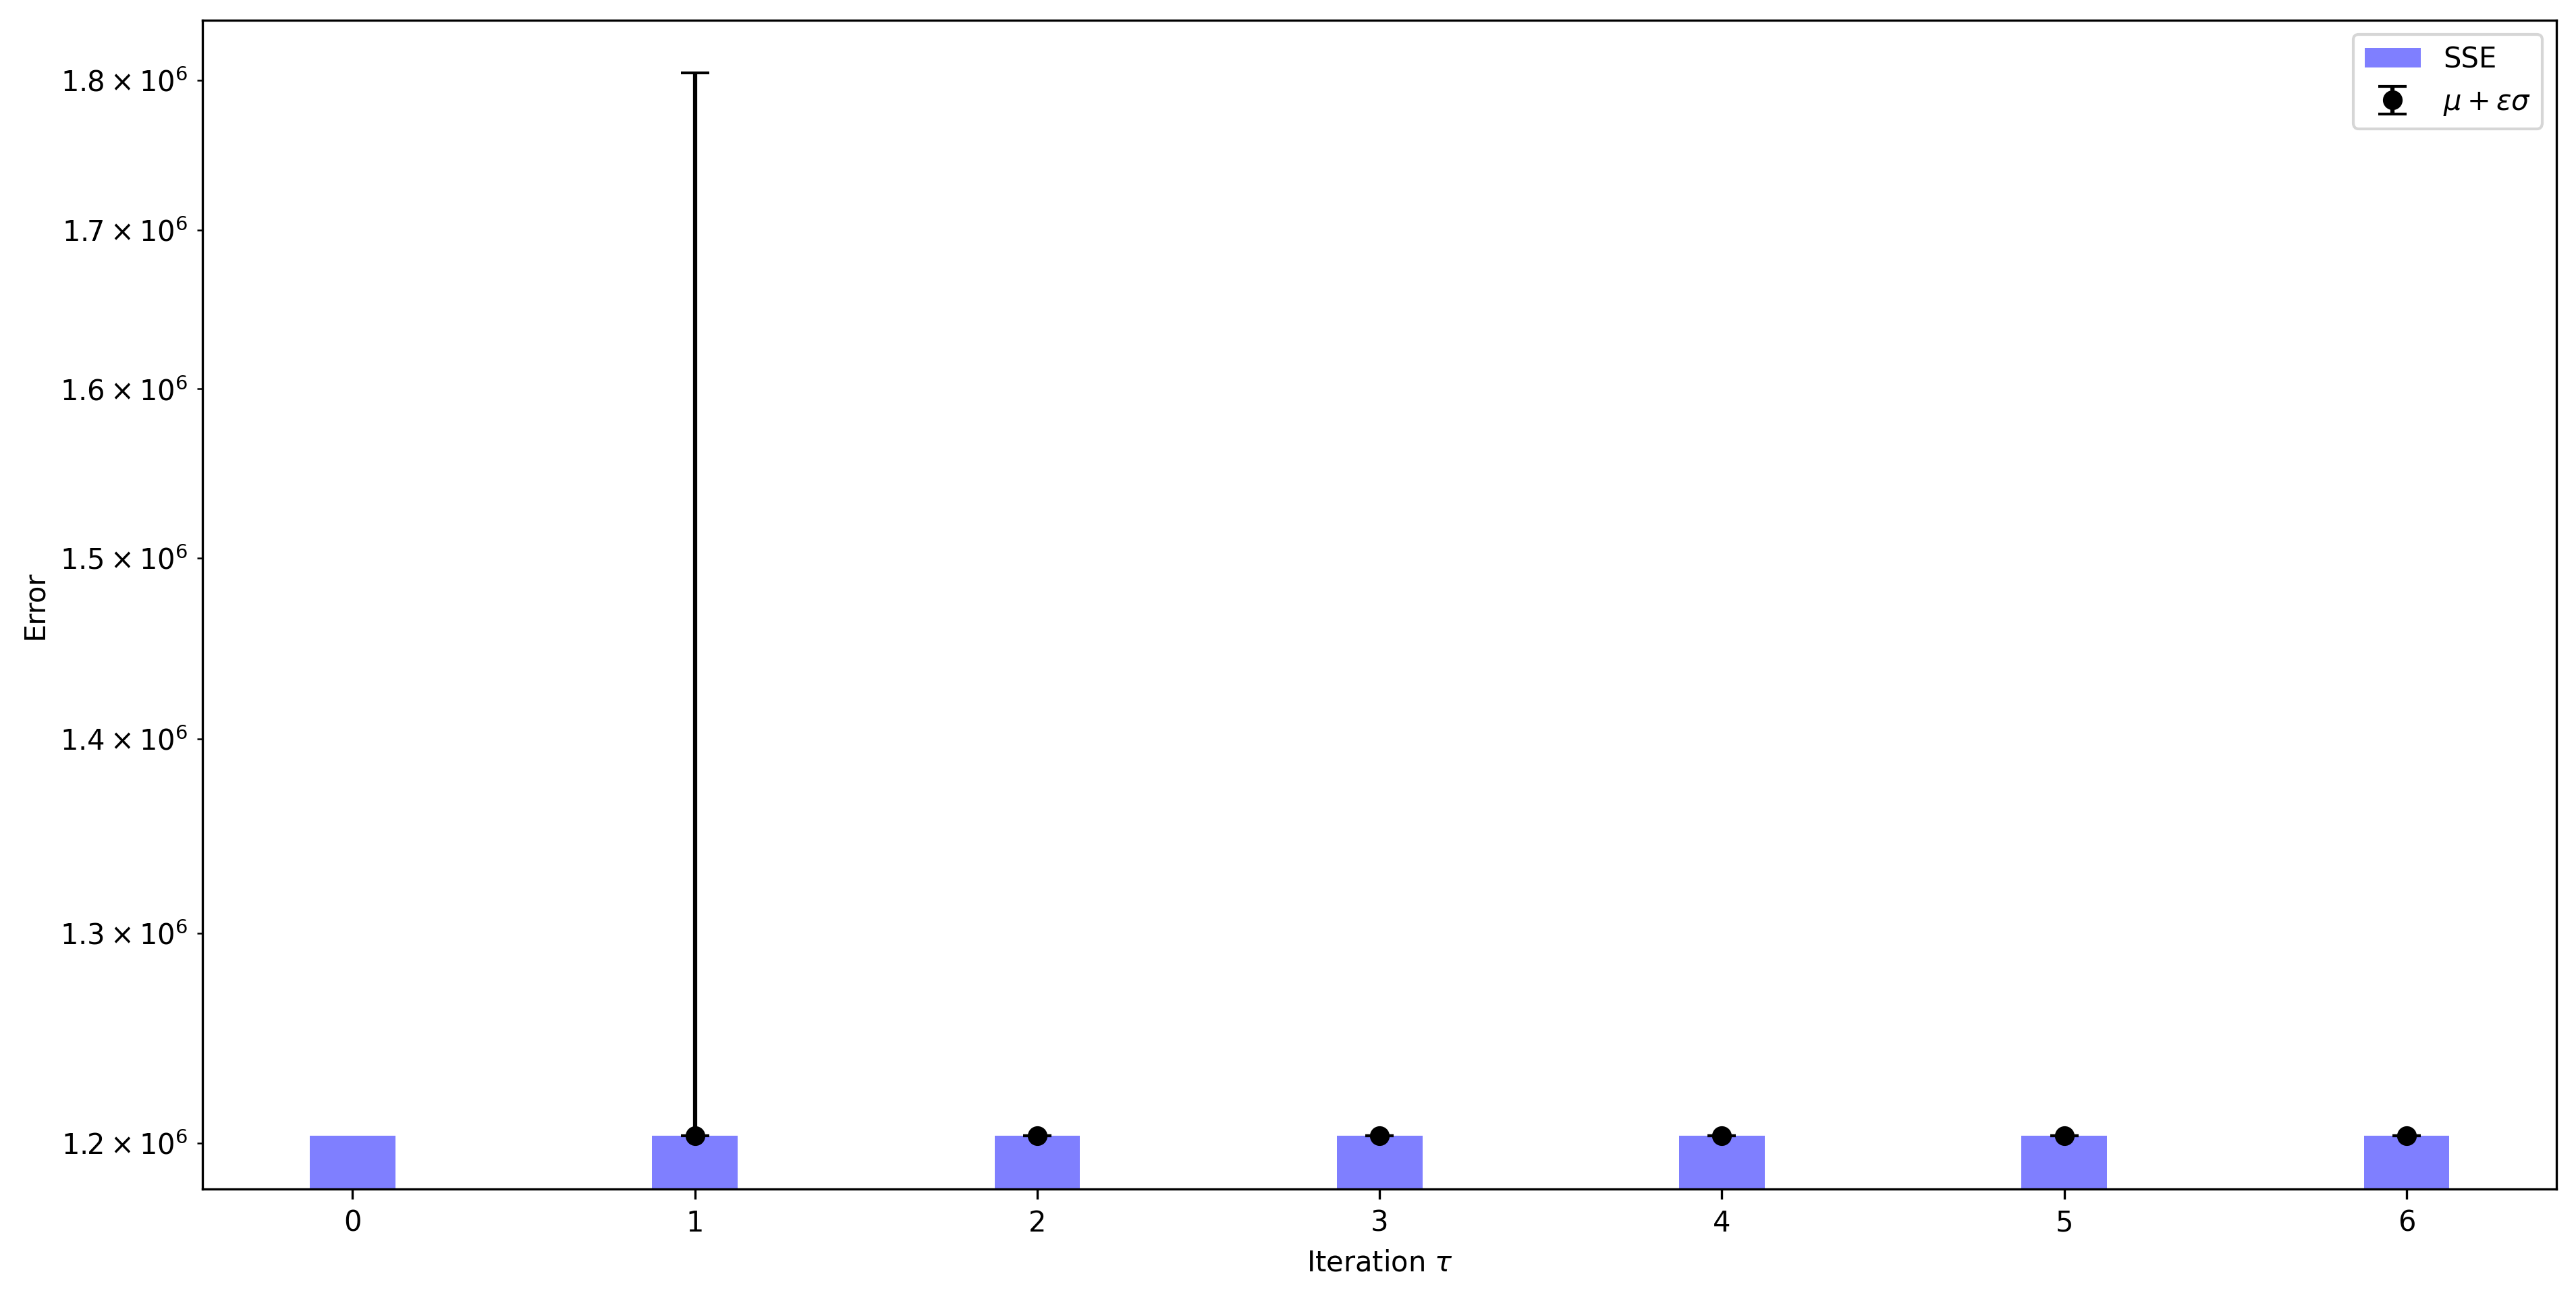 1.8 × 10⁶
1.7 × 10⁶
1.6 × 10⁶
1.5 × 10⁶
1.4 × 10⁶
1.3 × 10⁶
1.2 × 10⁶
Error
SSE
μ + εσ
0 1 2 3 4 5 6
Iteration τ